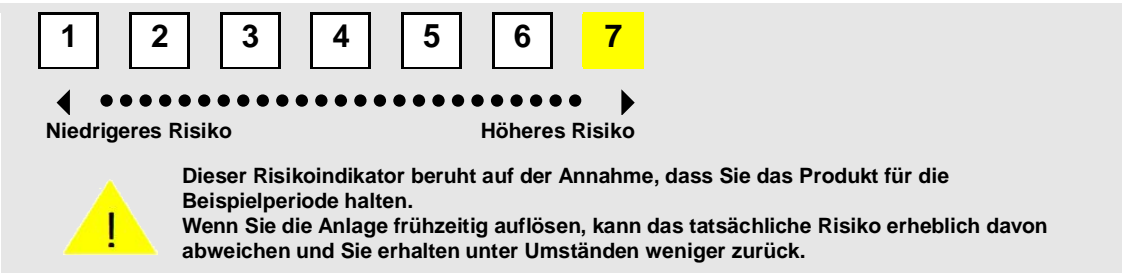 1 2 3 4 5 6 7
Niedrigeres Risiko Höheres Risiko
Dieser Risikoindikator beruht auf der Annahme, dass Sie das Produkt für die
Beispielperiode halten.
Wenn Sie die Anlage frühzeitig auflösen, kann das tatsächliche Risiko erheblich davon
abweichen und Sie erhalten unter Umständen weniger zurück.
!